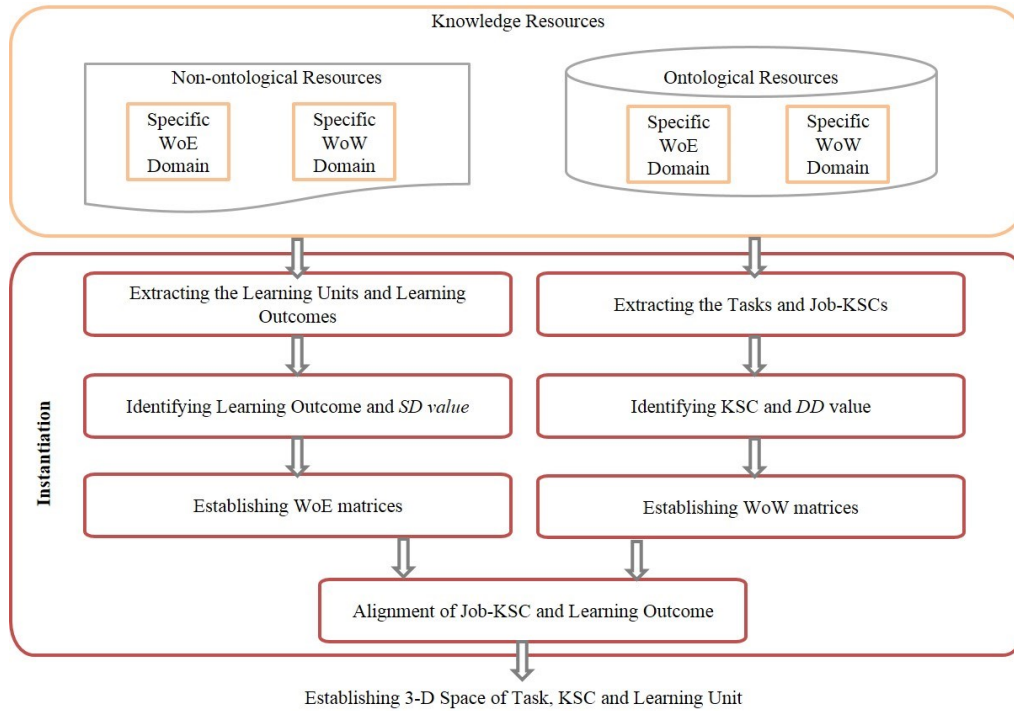 Knowledge Resources
Non-ontological Resources
Specific
WoE
Domain
Specific
WoW
Domain
Ontological Resources
Specific
WoE
Domain
Specific
WoW
Domain
Instantiation
Extracting the Learning Units and Learning
Outcomes
Extracting the Tasks and Job-KSCs
Identifying Learning Outcome and SD value
Identifying KSC and DD value
Establishing WoE matrices
Establishing WoW matrices
Alignment of Job-KSC and Learning Outcome
Establishing 3-D Space of Task, KSC and Learning Unit